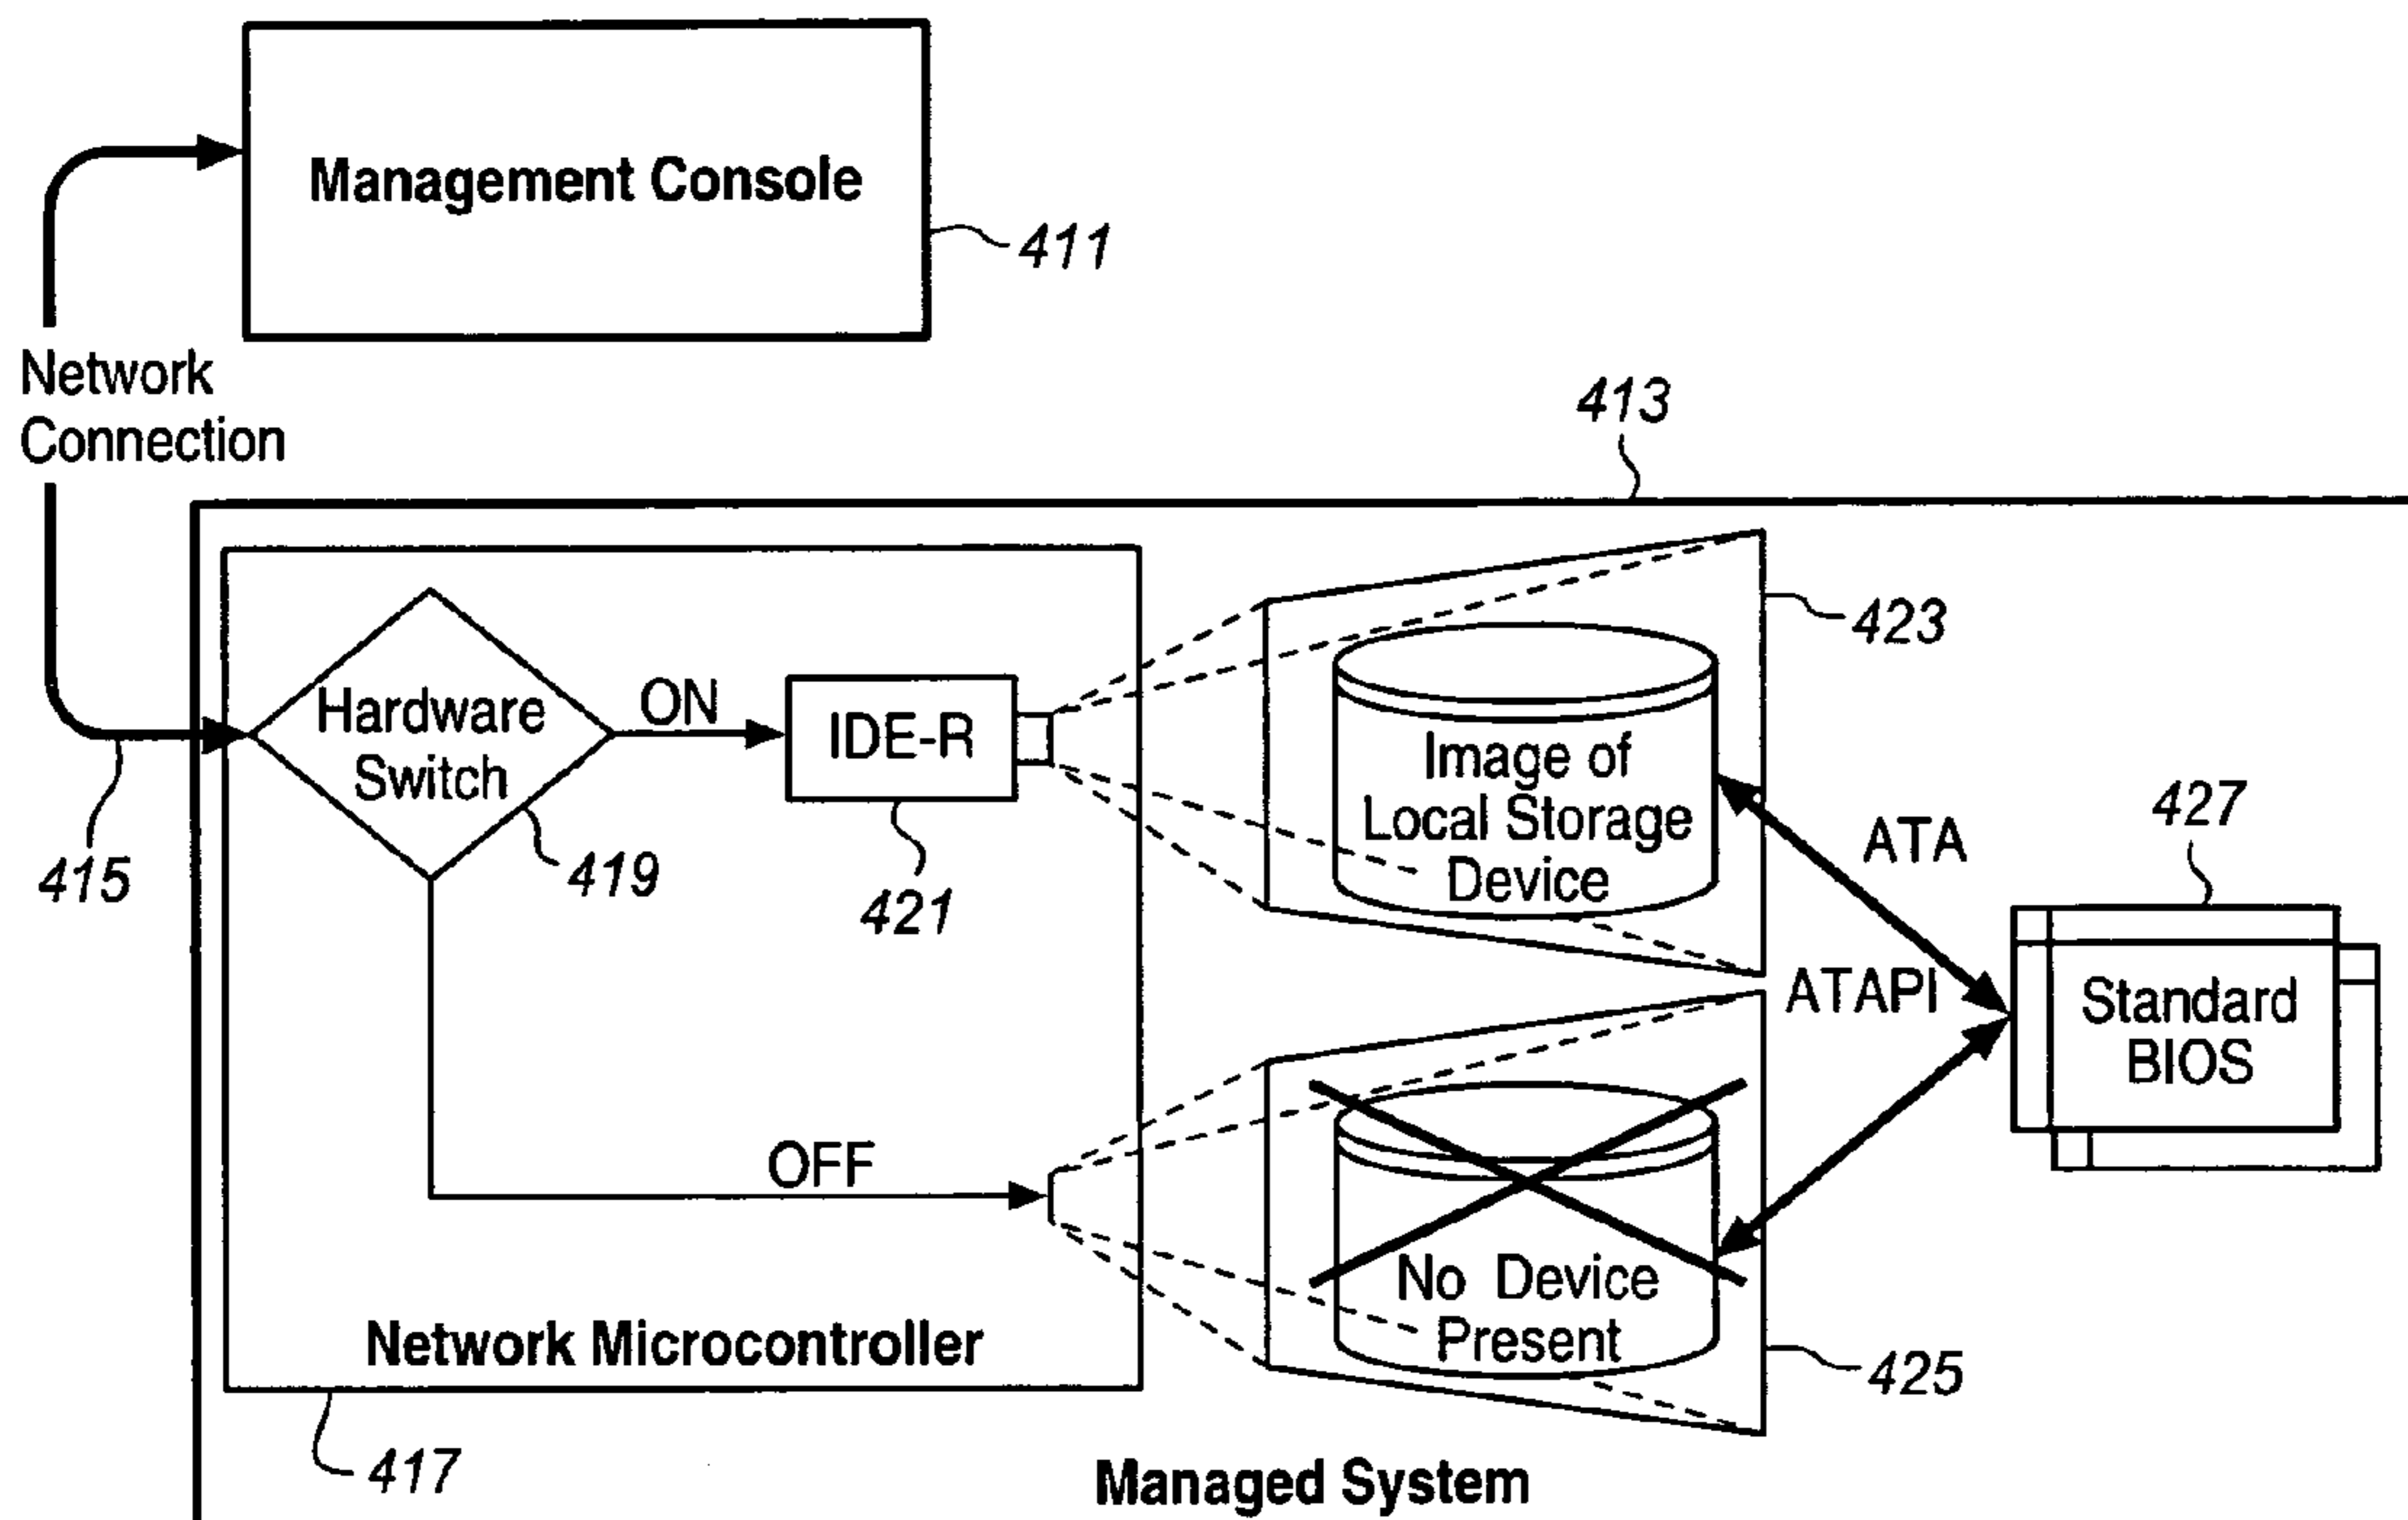 Management Console
411
Network
Connection
413
415
Hardware
Switch
419
ON
IDE-R
421
OFF
Network Microcontroller
417
Image of
Local Storage
Device
423
ATA
ATAPI
427
Standard
BIOS
No Device
Present
425
Managed System